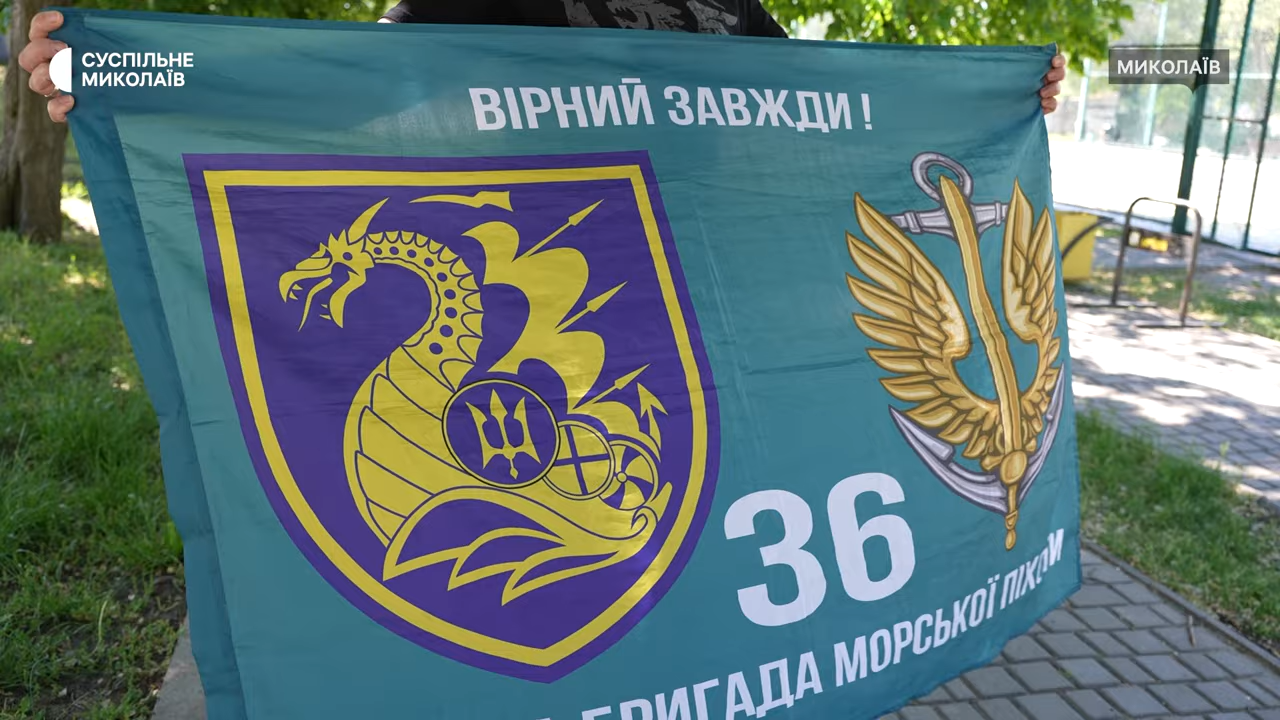 СУСПІЛЬНЕ
МИКОЛАЇВ
МИКОЛАЇВ
ВІРНИЙ ЗАВЖДИ !
36
БРИГАДА МОРСЬКОЇ ПІХОТИ